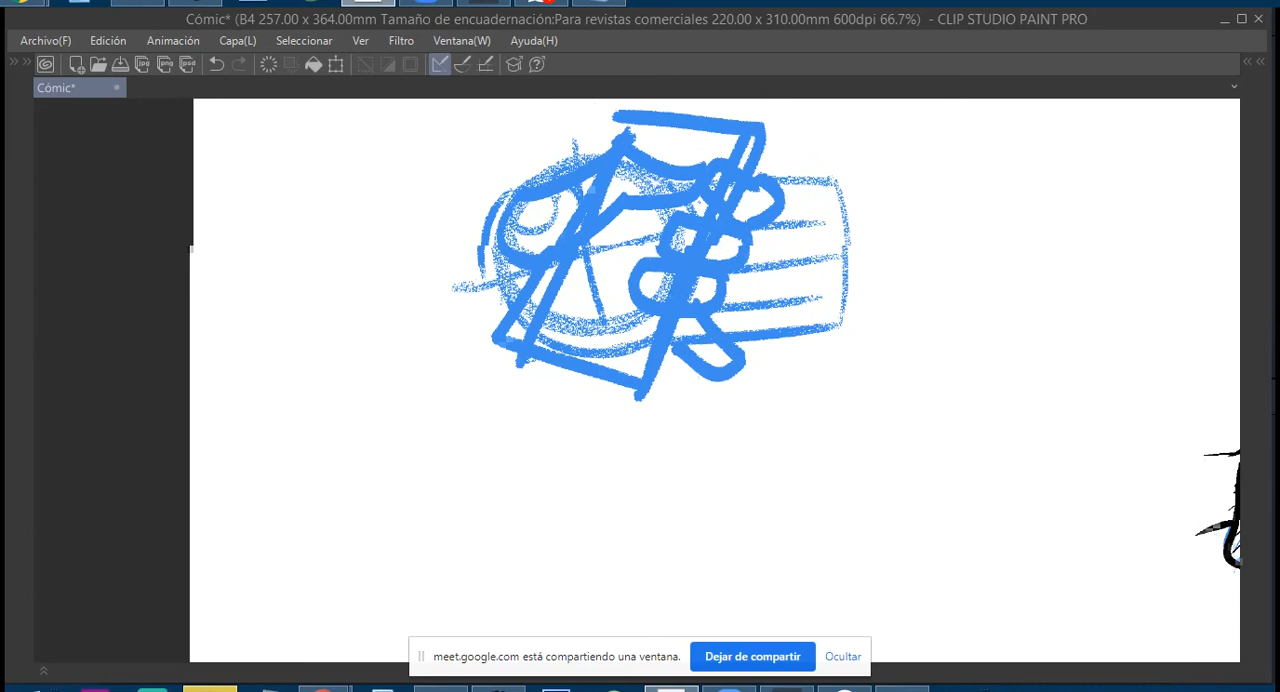 Cómic* (B4 257.00 x 364.00mm Tamaño de encuadernación:Para revistas comerciales 220.00 x 310.00mm 600dpi 66.7%) - CLIP STUDIO PAINT PRO
Archivo(F) Edición Animación Capa(L) Seleccionar Ver Filtro Ventana(W) Ayuda(H)
Cómic*
meet.google.com está compartiendo una ventana. Dejar de compartir Ocultar